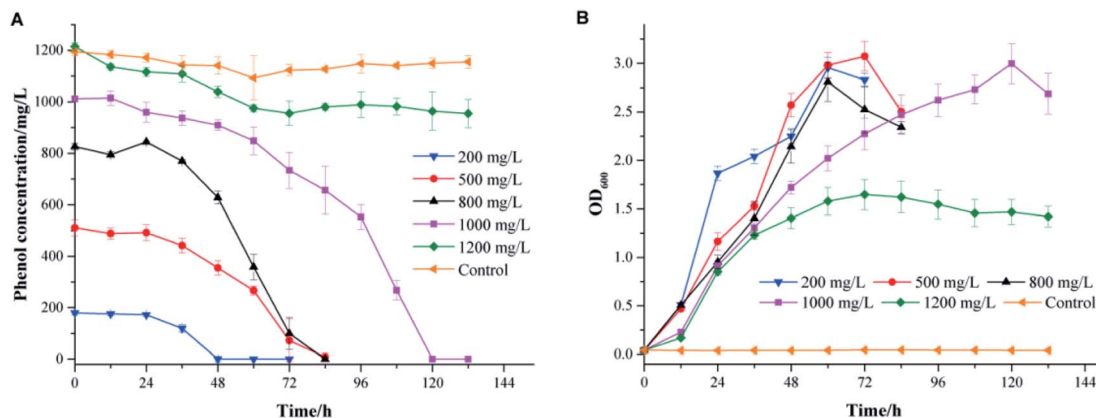 A
Phenol concentration/mg/L
1200
1000
800
600
400
200
0
200 mg/L
500 mg/L
800 mg/L
1000 mg/L
1200 mg/L
Control
0 24 48 72 96 120 144
Time/h
B
OD600
3.0
2.5
2.0
1.5
1.0
0.5
0.0
200 mg/L 500 mg/L 800 mg/L
1000 mg/L 1200 mg/L Control
0 24 48 72 96 120 144
Time/h